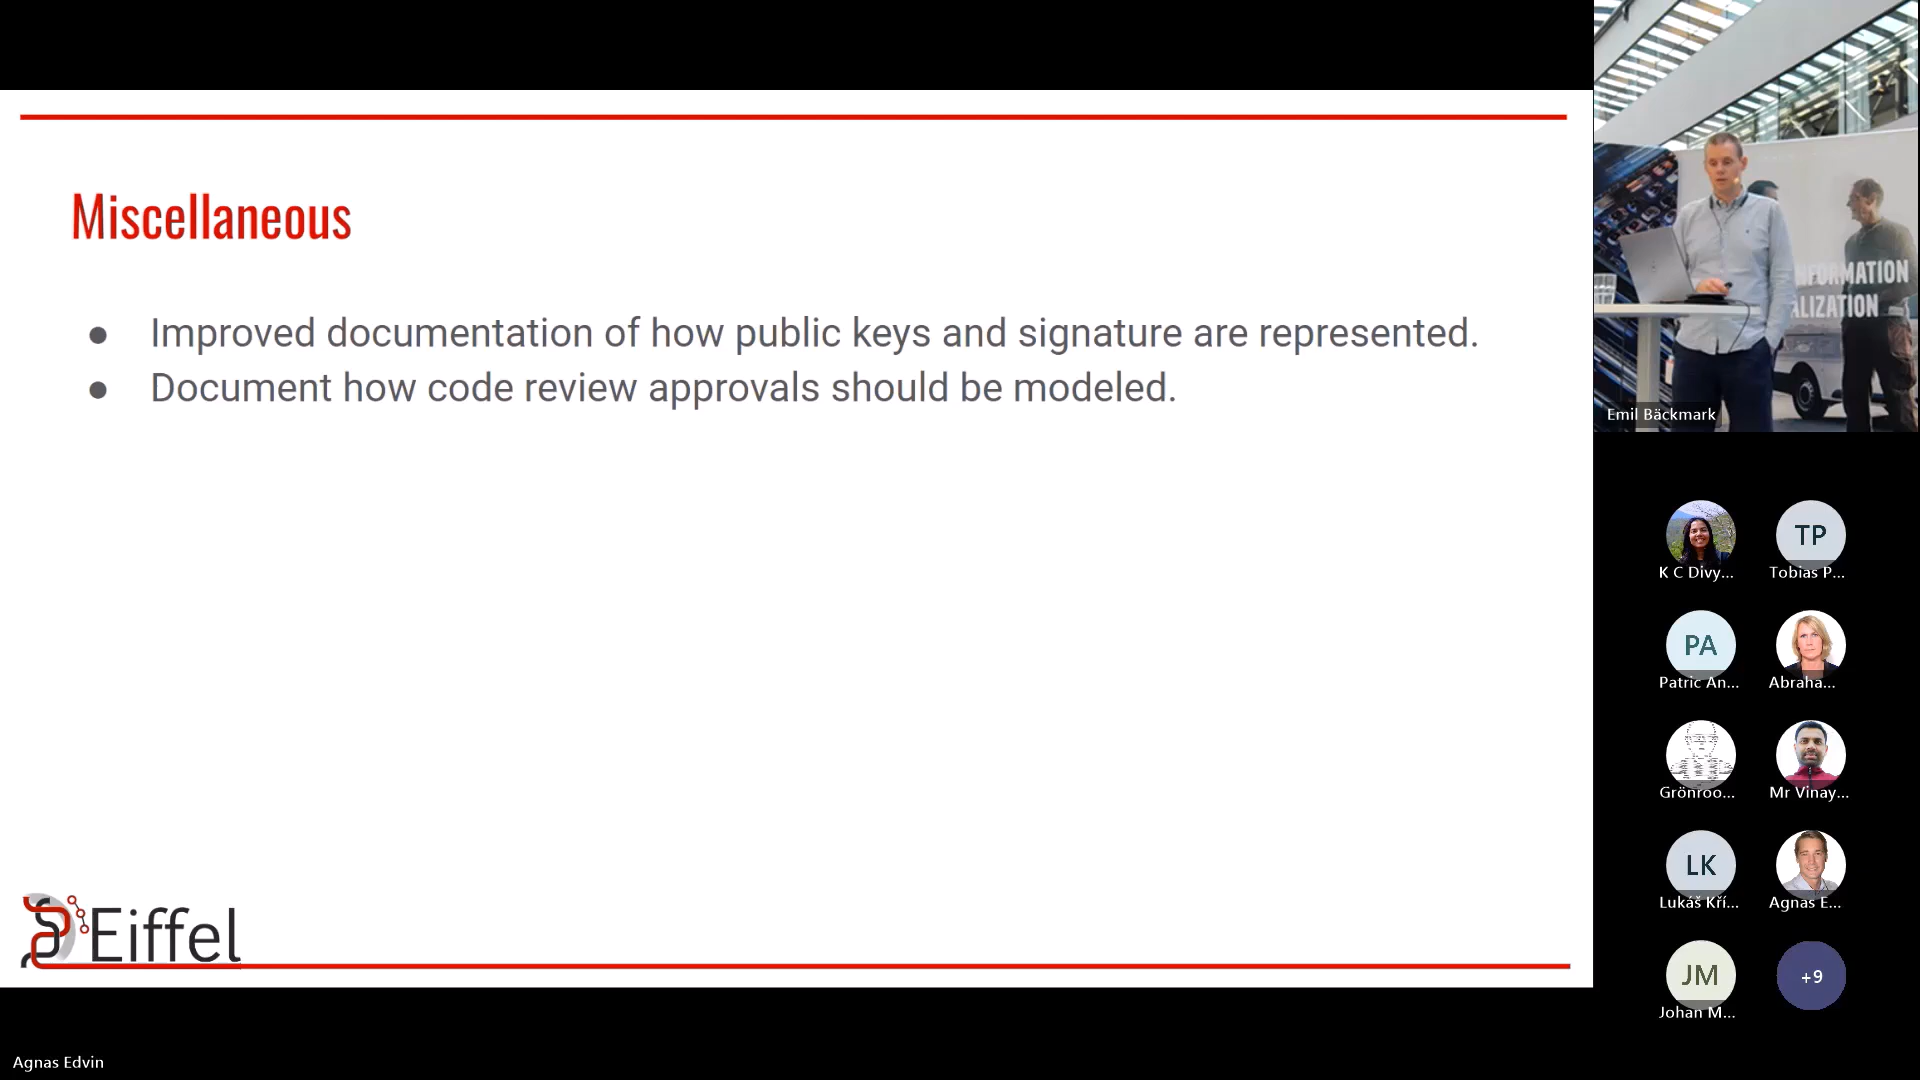 Miscellaneous
● Improved documentation of how public keys and signature are represented.
● Document how code review approvals should be modeled.
Eiffel
Agnas Edvin
NFORMATION
ALIZATION
Emil Bäckmark
K C Divy...
TP
Tobias P...
PA
Patric An...
Abraha...
Grönroo...
Mr Vinay...
LK
Lukáš Kří...
Agnas E...
JM
Johan M...
+9